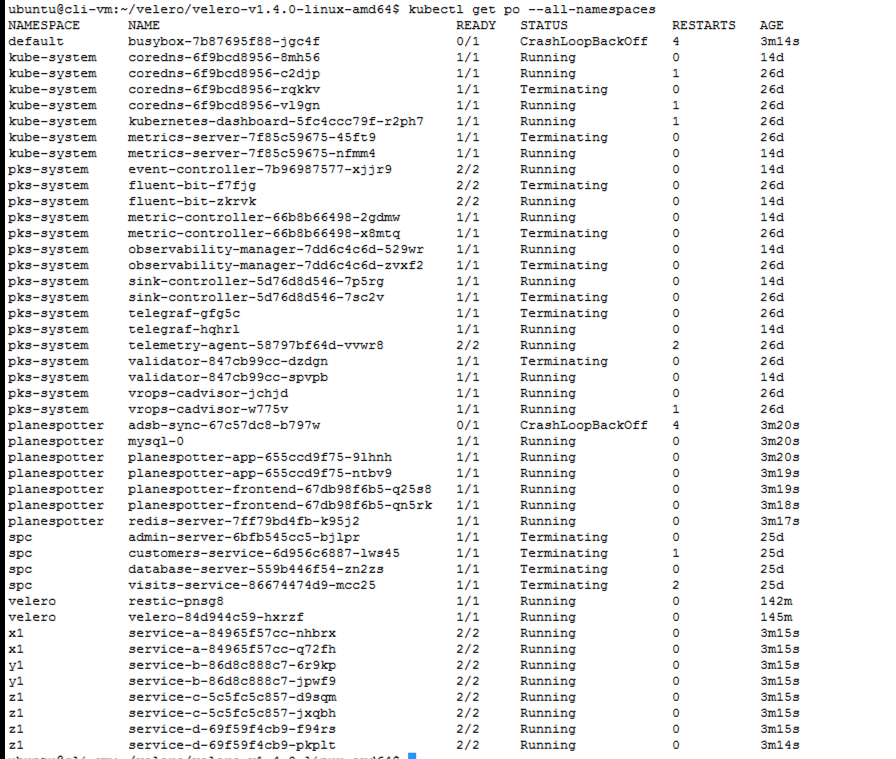 ubuntu@cli-vm:~/velero/velero-v1.4.0-linux-amd64$ kubectl get po --all-namespaces
NAMESPACE NAME READY STATUS RESTARTS AGE
default busybox-7b87695f88-jgc4f 0/1 CrashLoopBackOff 4 3m14s
kube-system coredns-6f9bcd8956-8mh56 1/1 Running 0 14d
kube-system coredns-6f9bcd8956-c2djp 1/1 Running 1 26d
kube-system coredns-6f9bcd8956-rqkkv 1/1 Terminating 0 26d
kube-system coredns-6f9bcd8956-vl9gn 1/1 Running 1 26d
kube-system kubernetes-dashboard-5fc4ccc79f-r2ph7 1/1 Running 1 26d
kube-system metrics-server-7f85c59675-45ft9 1/1 Terminating 0 26d
kube-system metrics-server-7f85c59675-nfmm4 1/1 Running 0 14d
pks-system event-controller-7b96987577-xjjr9 2/2 Running 0 14d
pks-system fluent-bit-f7fjg 2/2 Terminating 0 26d
pks-system fluent-bit-zkrvk 2/2 Running 0 14d
pks-system metric-controller-66b8b66498-2gdmw 1/1 Running 0 14d
pks-system metric-controller-66b8b66498-x8mtq 1/1 Terminating 0 26d
pks-system observability-manager-7dd6c4c6d-529wr 1/1 Running 0 14d
pks-system observability-manager-7dd6c4c6d-zvxf2 1/1 Terminating 0 26d
pks-system sink-controller-5d76d8d546-7p5rg 1/1 Running 0 14d
pks-system sink-controller-5d76d8d546-7sc2v 1/1 Terminating 0 26d
pks-system telegraf-gfg5c 1/1 Terminating 0 26d
pks-system telegraf-hqhrl 1/1 Running 0 14d
pks-system telemetry-agent-58797bf64d-vvwr8 2/2 Running 2 26d
pks-system validator-847cb99cc-dzdgn 1/1 Terminating 0 26d
pks-system validator-847cb99cc-spvpb 1/1 Running 0 14d
pks-system vrops-cadvisor-jchjd 1/1 Running 0 26d
pks-system vrops-cadvisor-w775v 1/1 Running 1 26d
planespotter adsb-sync-67c57dc8-b797w 0/1 CrashLoopBackOff 4 3m20s
planespotter mysql-0 1/1 Running 0 3m20s
planespotter planespotter-app-655ccd9f75-9lhnh 1/1 Running 0 3m20s
planespotter planespotter-app-655ccd9f75-ntbv9 1/1 Running 0 3m19s
planespotter planespotter-frontend-67db98f6b5-q25s8 1/1 Running 0 3m19s
planespotter planespotter-frontend-67db98f6b5-qn5rk 1/1 Running 0 3m18s
planespotter redis-server-7ff79bd4fb-k95j2 1/1 Running 0 3m17s
spc admin-server-6bfb545cc5-bjlpr 1/1 Terminating 0 25d
spc customers-service-6d956c6887-lws45 1/1 Terminating 1 25d
spc database-server-559b446f54-zn2zs 1/1 Terminating 0 25d
spc visits-service-86674474d9-mcc25 1/1 Terminating 2 25d
velero restic-pnsg8 1/1 Running 0 142m
velero velero-84d944c59-hxrzf 1/1 Running 0 145m
x1 service-a-84965f57cc-nhbrx 2/2 Running 0 3m15s
x1 service-a-84965f57cc-q72fh 2/2 Running 0 3m15s
y1 service-b-86d8c888c7-6r9kp 2/2 Running 0 3m15s
y1 service-b-86d8c888c7-jpwf9 2/2 Running 0 3m15s
z1 service-c-5c5fc5c857-d9sqm 2/2 Running 0 3m15s
z1 service-c-5c5fc5c857-jxqbh 2/2 Running 0 3m15s
z1 service-d-69f59f4cb9-f94rs 2/2 Running 0 3m15s
z1 service-d-69f59f4cb9-pkplt 2/2 Running 0 3m14s
ubuntu@cli-vm:~/velero/velero-v1.4.0-linux-amd64$